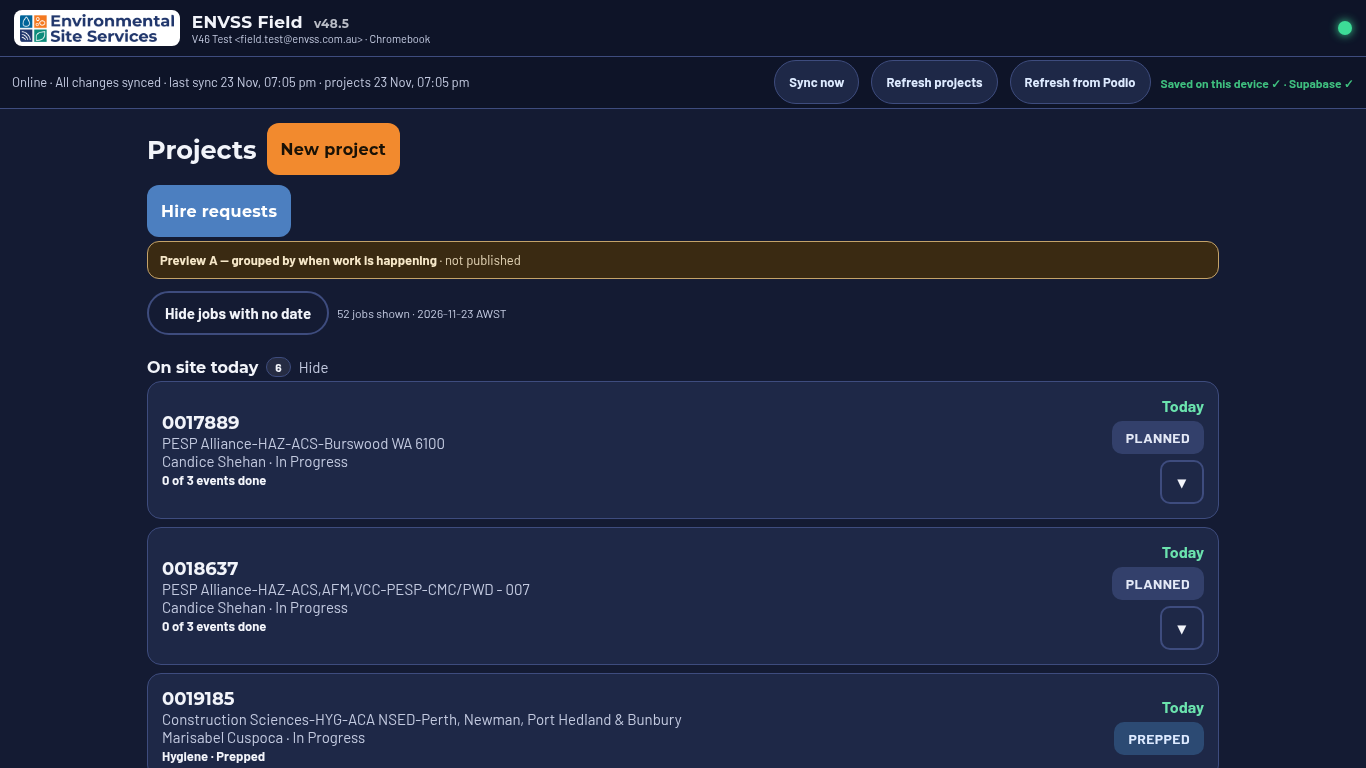 Environmental
Site Services
ENVSS Field v48.5
V46 Test <field.test@envss.com.au> · Chromebook
Online · All changes synced · last sync 23 Nov, 07:05 pm · projects 23 Nov, 07:05 pm
Sync now
Refresh projects
Refresh from Podio
Saved on this device ✓ · Supabase ✓
Projects
New project
Hire requests
Preview A — grouped by when work is happening · not published
Hide jobs with no date
52 jobs shown · 2026-11-23 AWST
On site today 6 Hide
0017889
PESP Alliance-HAZ-ACS-Burswood WA 6100
Candice Shehan · In Progress
0 of 3 events done
Today
PLANNED
▼
0018637
PESP Alliance-HAZ-ACS,AFM,VCC-PESP-CMC/PWD - 007
Candice Shehan · In Progress
0 of 3 events done
Today
PLANNED
▼
0019185
Construction Sciences-HYG-ACA NSED-Perth, Newman, Port Hedland & Bunbury
Marisabel Cuspoca · In Progress
Hygiene · Prepped
Today
PREPPED